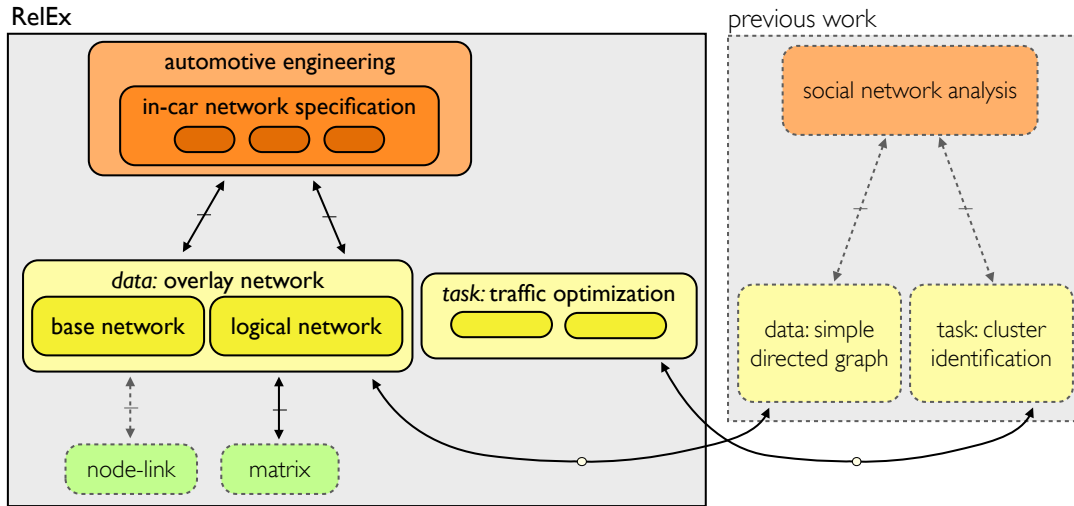 RelEx
previous work
automotive engineering
in-car network specification
social network analysis
data: overlay network
base network
logical network
task: traffic optimization
data: simple
directed graph
task: cluster
identification
node-link
matrix